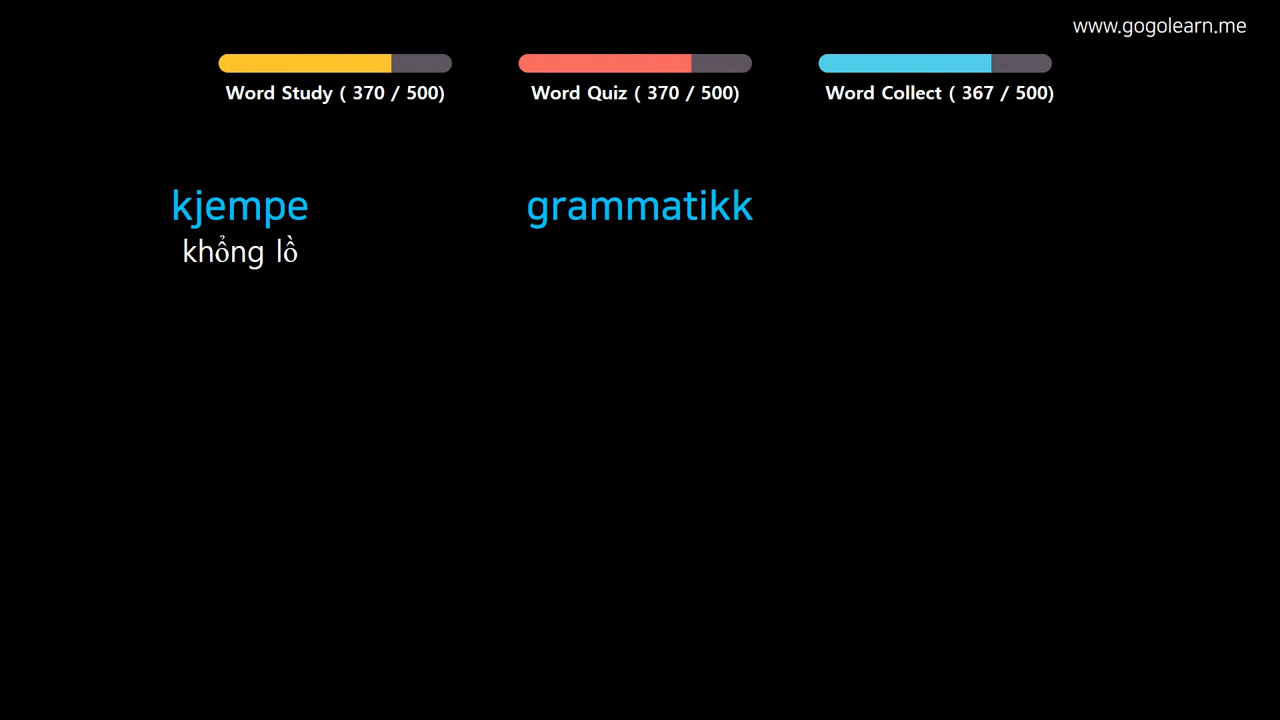 www.gogolearn.me
Word Study ( 370 / 500)
Word Quiz ( 370 / 500)
Word Collect ( 367 / 500)
kjempe
khổng lồ
grammatikk